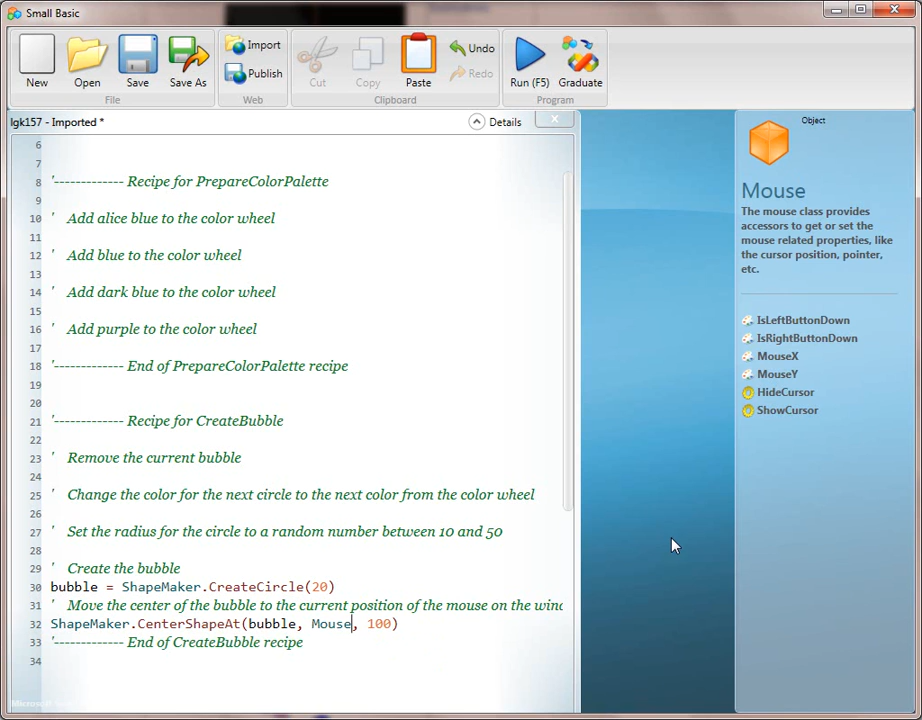 Small Basic
New
Open
Save
Save As
Import
Publish
Cut
Copy
Paste
Undo
Redo
Run (F5)
Graduate
File
Web
Clipboard
Program
lgk157 - Imported *
Details
6
7
8 '------------- Recipe for PrepareColorPalette
9
10 '   Add alice blue to the color wheel
11
12 '   Add blue to the color wheel
13
14 '   Add dark blue to the color wheel
15
16 '   Add purple to the color wheel
17
18 '------------- End of PrepareColorPalette recipe
19
20
21 '------------- Recipe for CreateBubble
22
23 '   Remove the current bubble
24
25 '   Change the color for the next circle to the next color from the color wheel
26
27 '   Set the radius for the circle to a random number between 10 and 50
28
29 '   Create the bubble
30 bubble = ShapeMaker.CreateCircle(20)
31 '   Move the center of the bubble to the current position of the mouse on the wind
32 ShapeMaker.CenterShapeAt(bubble, Mouse, 100)
33 '------------- End of CreateBubble recipe
34
Object
Mouse
The mouse class provides
accessors to get or set the
mouse related properties, like
the cursor position, pointer,
etc.
IsLeftButtonDown
IsRightButtonDown
MouseX
MouseY
HideCursor
ShowCursor